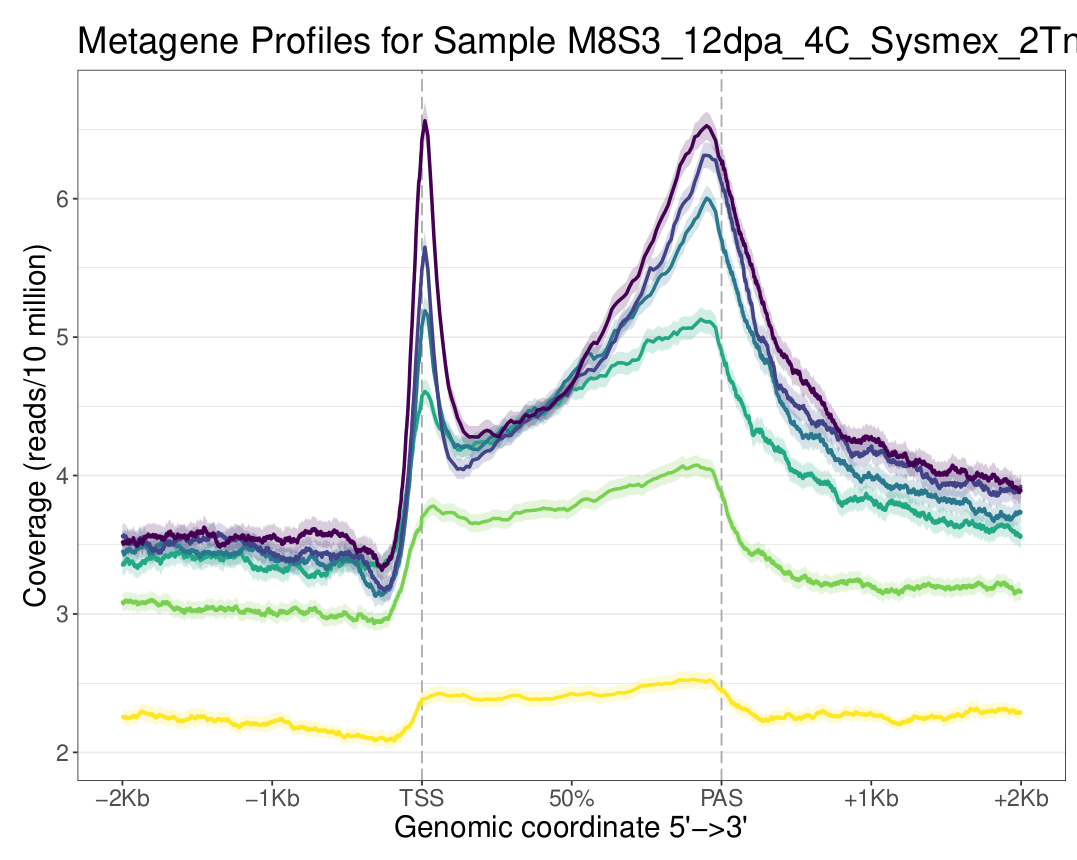 Metagene Profiles for Sample M8S3_12dpa_4C_Sysmex_2Tn
Coverage (reads/10 million)
6
5
4
3
2
−2Kb −1Kb TSS 50% PAS +1Kb +2Kb
Genomic coordinate 5'−>3'